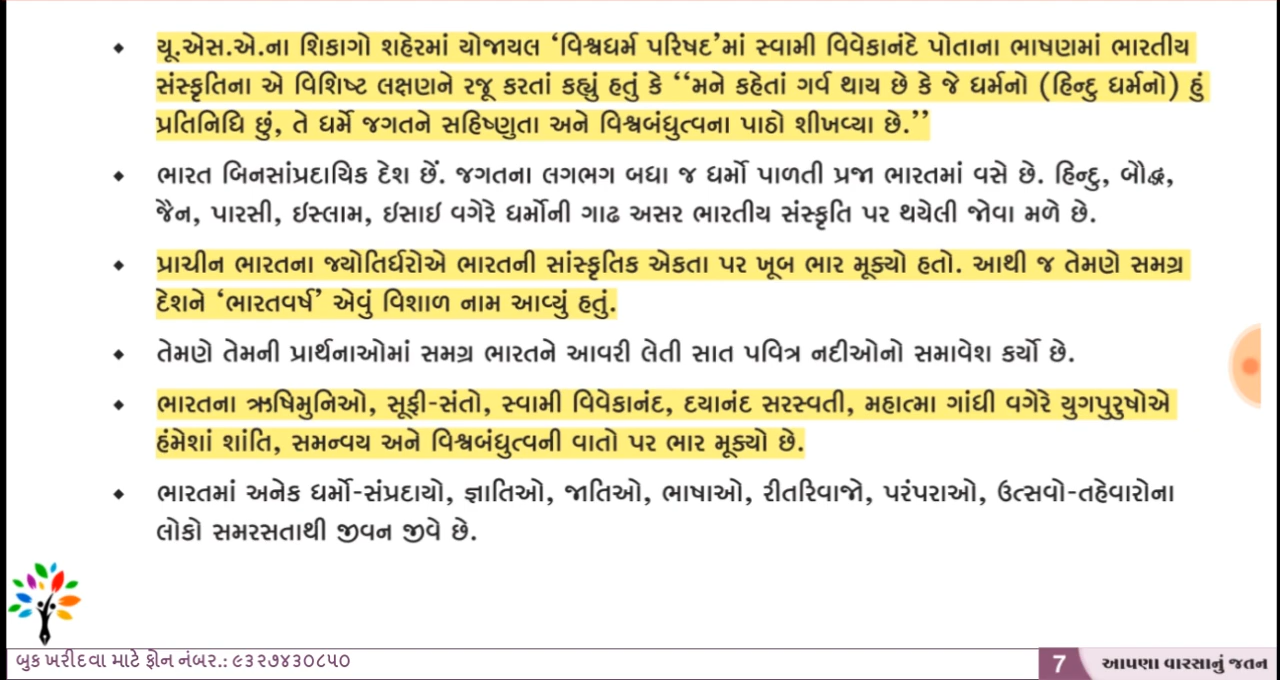 ◆ યૂ.એસ.એ.ના શિકાગો શહેરમાં યોજાયલ ‘વિશ્વધર્મ પરિષદ’માં સ્વામી વિવેકાનંદે પોતાના ભાષણમાં ભારતીય
સંસ્કૃતિના એ વિશિષ્ટ લક્ષણને રજૂ કરતાં કહ્યું હતું કે ‘‘મને કહેતાં ગર્વ થાય છે કે જે ધર્મનો (હિન્દુ ધર્મનો) હું
પ્રતિનિધિ છું, તે ધર્મે જગતને સહિષ્ણુતા અને વિશ્વબંધુત્વના પાઠો શીખવ્યા છે.’’
◆ ભારત બિનસાંપ્રદાયિક દેશ છેં. જગતના લગભગ બધા જ ધર્મો પાળતી પ્રજા ભારતમાં વસે છે. હિન્દુ, બૌદ્ધ,
જૈન, પારસી, ઇસ્લામ, ઇસાઇ વગેરે ધર્મોની ગાઢ અસર ભારતીય સંસ્કૃતિ પર થયેલી જોવા મળે છે.
◆ પ્રાચીન ભારતના જ્યોતિર્ધરોએ ભારતની સાંસ્કૃતિક એકતા પર ખૂબ ભાર મૂક્યો હતો. આથી જ તેમણે સમગ્ર
દેશને ‘ભારતવર્ષ’ એવું વિશાળ નામ આવ્યું હતું.
◆ તેમણે તેમની પ્રાર્થનાઓમાં સમગ્ર ભારતને આવરી લેતી સાત પવિત્ર નદીઓનો સમાવેશ કર્યો છે.
◆ ભારતના ઋષિમુનિઓ, સૂફી-સંતો, સ્વામી વિવેકાનંદ, દયાનંદ સરસ્વતી, મહાત્મા ગાંધી વગેરે યુગપુરુષોએ
હંમેશાં શાંતિ, સમન્વય અને વિશ્વબંધુત્વની વાતો પર ભાર મૂક્યો છે.
◆ ભારતમાં અનેક ધર્મો-સંપ્રદાયો, જ્ઞાતિઓ, જાતિઓ, ભાષાઓ, રીતરિવાજો, પરંપરાઓ, ઉત્સવો-તહેવારોના
લોકો સમરસતાથી જીવન જીવે છે.
બુક ખરીદવા માટે ફોન નંબર.: ૯૩૨૭૪૩૦૮૫૦
7 આપણા વારસાનું જતન